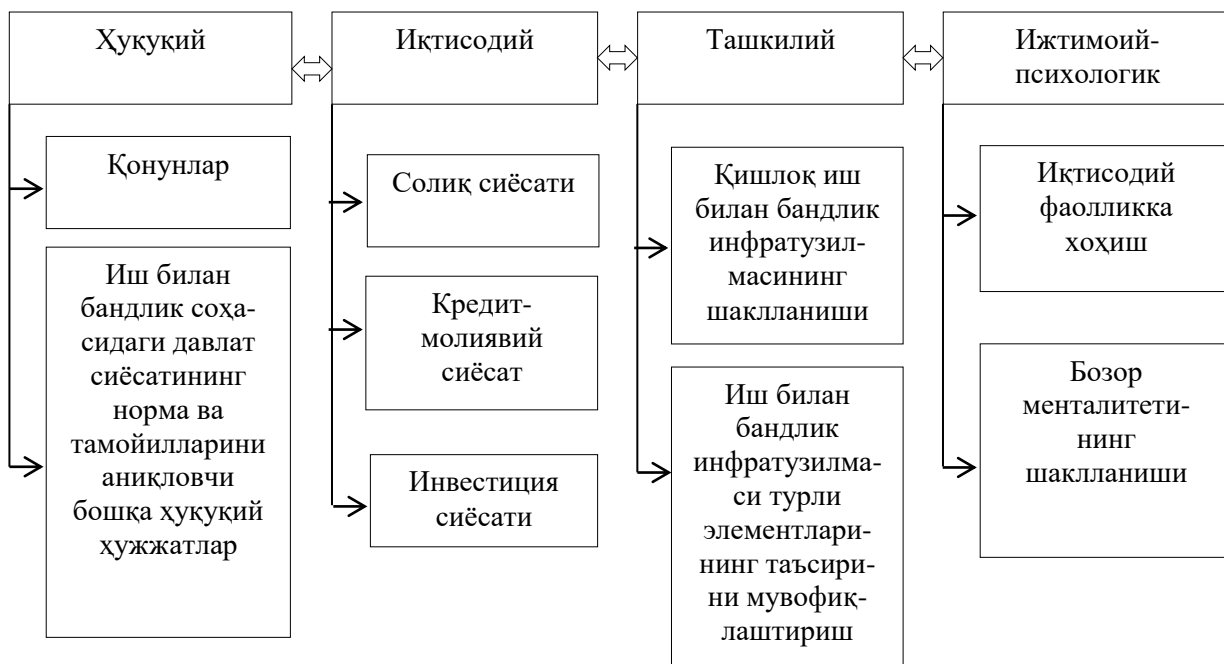 Ҳуқуқий
Қонунлар
Иш билан
бандлик соҳа-
сидаги давлат
сиёсатининг
норма ва
тамойилларини
аниқловчи
бошқа ҳуқуқий
ҳужжатлар
Иқтисодий
Солиқ сиёсати
Кредит-
молиявий
сиёсат
Инвестиция
сиёсати
Ташкилий
Қишлоқ иш
билан бандлик
инфратузил-
масининг
шаклланиши
Иш билан
бандлик
инфратузилма-
си турли
элементлари-
нинг таъсири-
ни мувофиқ-
лаштириш
Ижтимоий-
психологик
Иқтисодий
фаолликка
хоҳиш
Бозор
менталитети-
нинг
шаклланиши